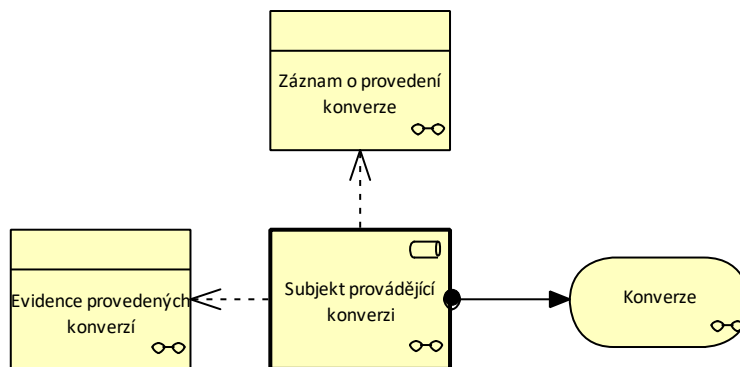 Záznam o provedení
konverze
Evidence provedených
konverzí
Subjekt provádějící
konverzi
Konverze